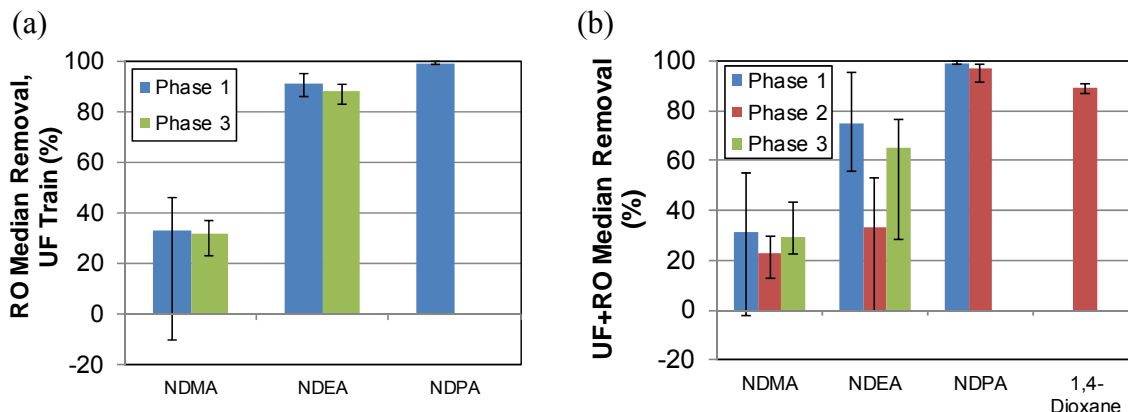 (a)
RO Median Removal,
UF Train (%)
100
80
60
40
20
0
-20
Phase 1
Phase 3
NDMA
NDEA
NDPA
(b)
UF+RO Median Removal
(%)
100
80
60
40
20
0
-20
Phase 1
Phase 2
Phase 3
NDMA
NDEA
NDPA
1,4-
Dioxane